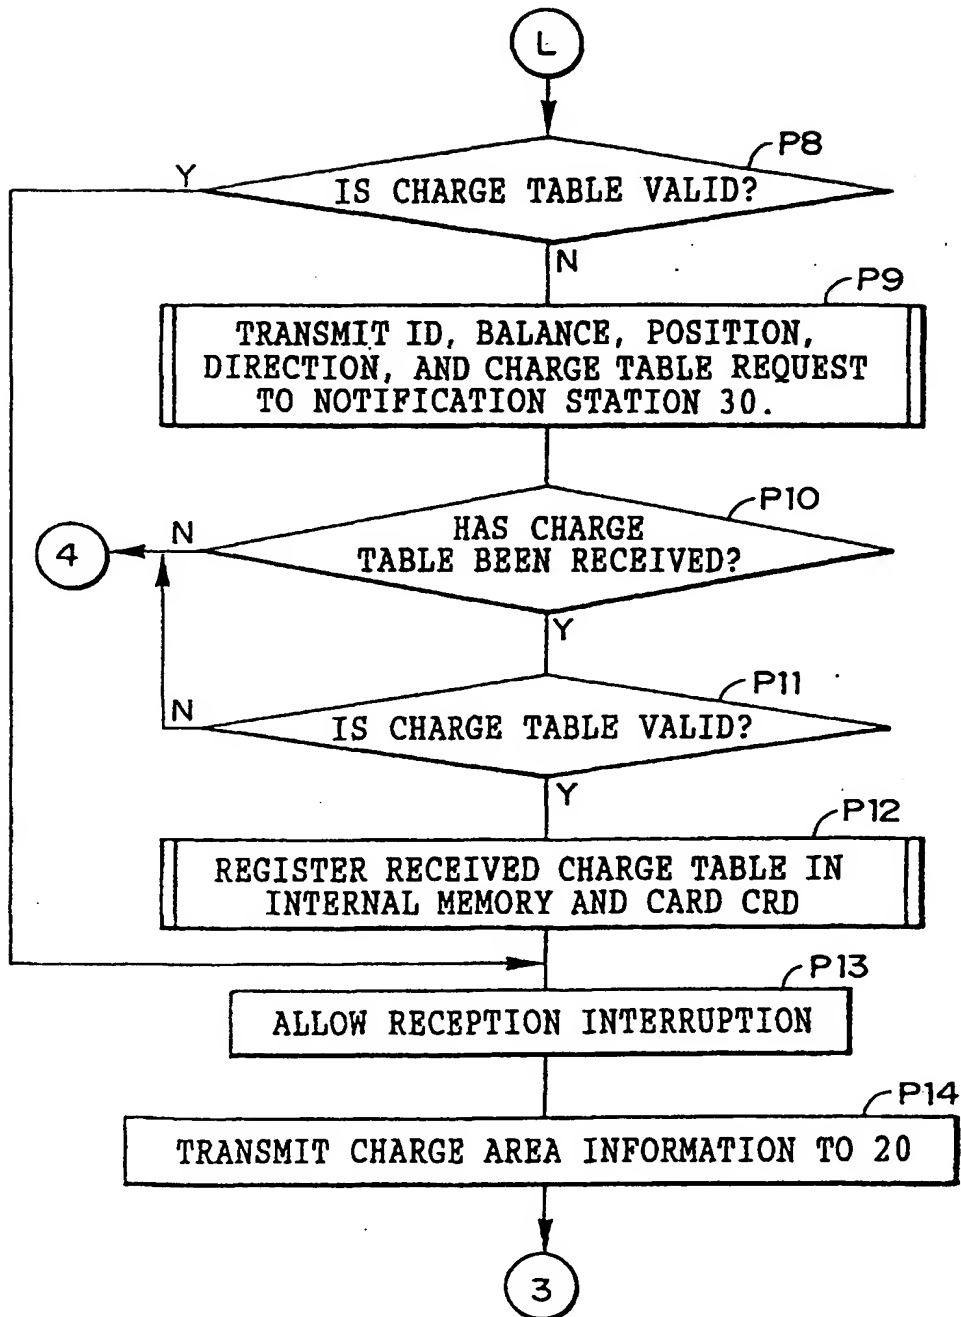 L
P8
Y
IS CHARGE TABLE VALID?
N
P9
TRANSMIT ID, BALANCE, POSITION,
DIRECTION, AND CHARGE TABLE REQUEST
TO NOTIFICATION STATION 30.
P10
N
HAS CHARGE
TABLE BEEN RECEIVED?
4
Y
P11
N
IS CHARGE TABLE VALID?
Y
P12
REGISTER RECEIVED CHARGE TABLE IN
INTERNAL MEMORY AND CARD CRD
P13
ALLOW RECEPTION INTERRUPTION
P14
TRANSMIT CHARGE AREA INFORMATION TO 20
3